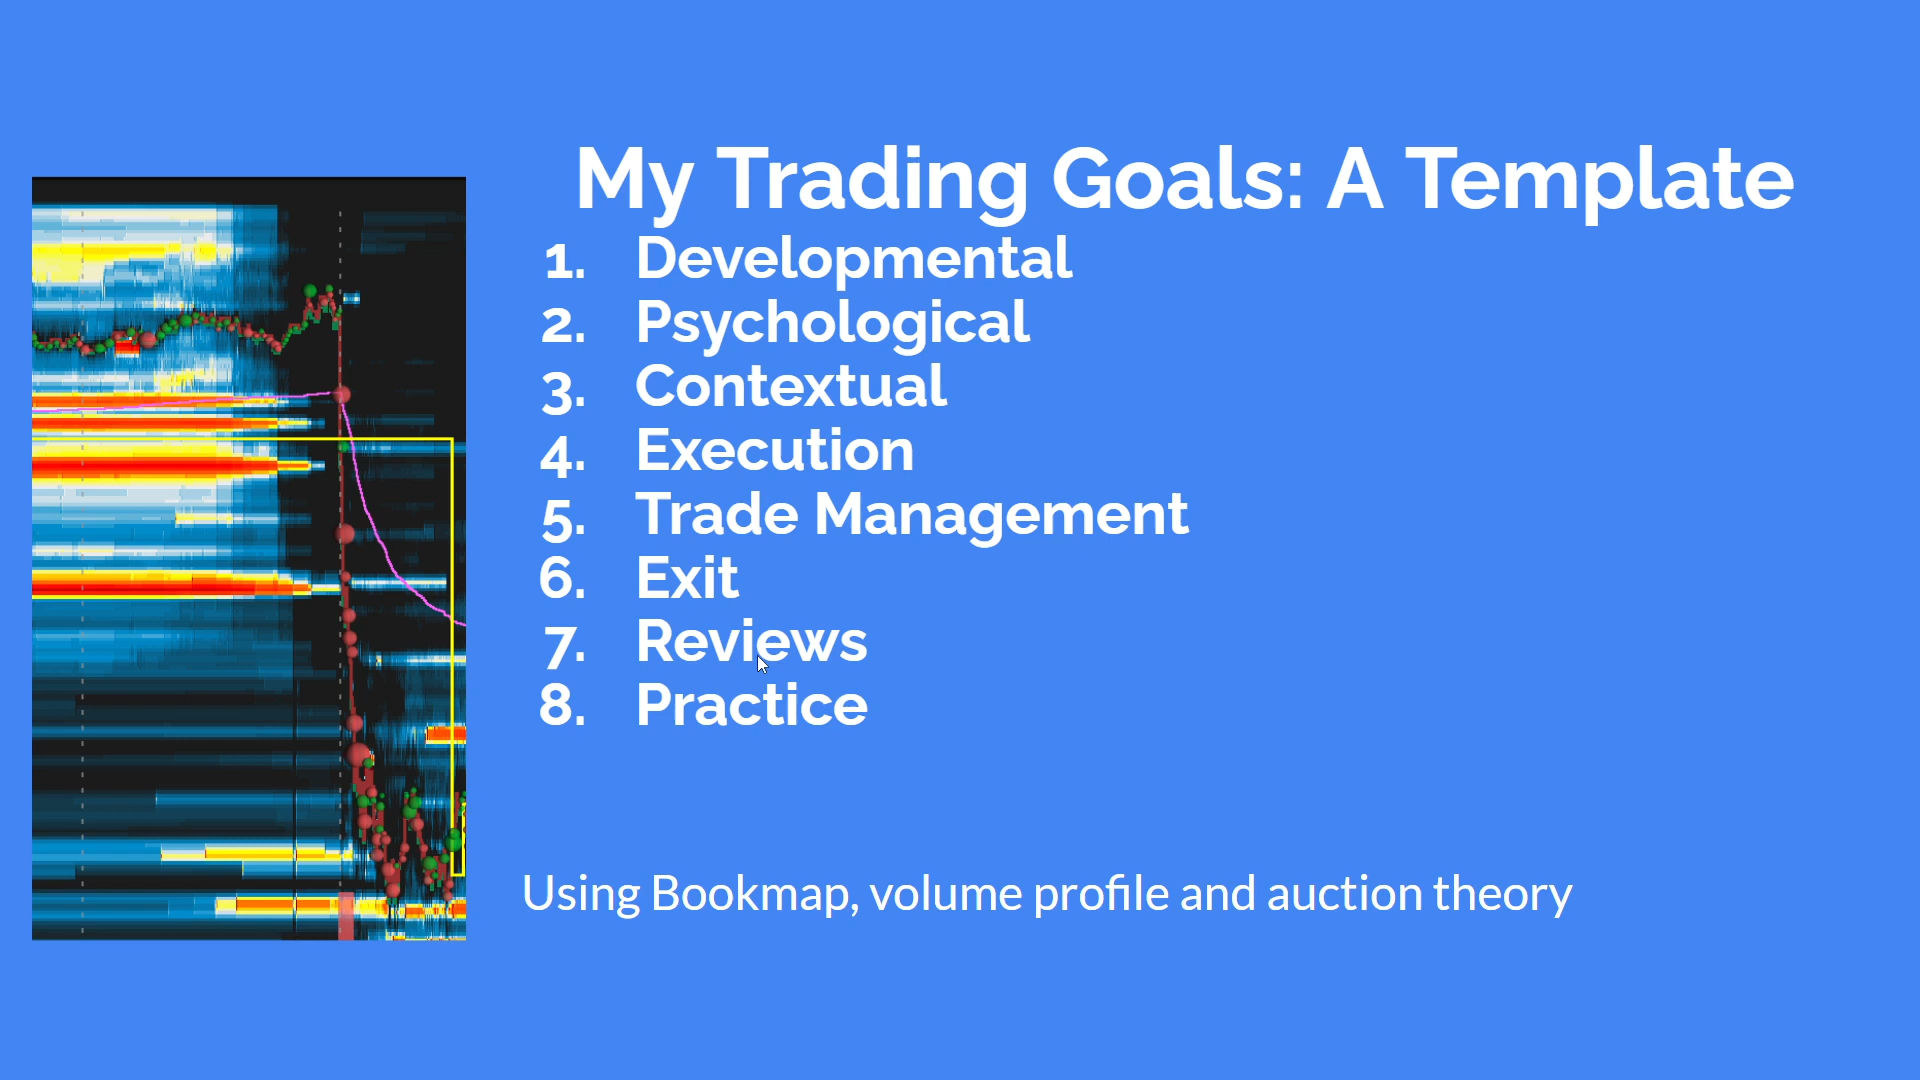 My Trading Goals: A Template
1. Developmental
2. Psychological
3. Contextual
4. Execution
5. Trade Management
6. Exit
7. Reviews
8. Practice
Using Bookmap, volume profile and auction theory